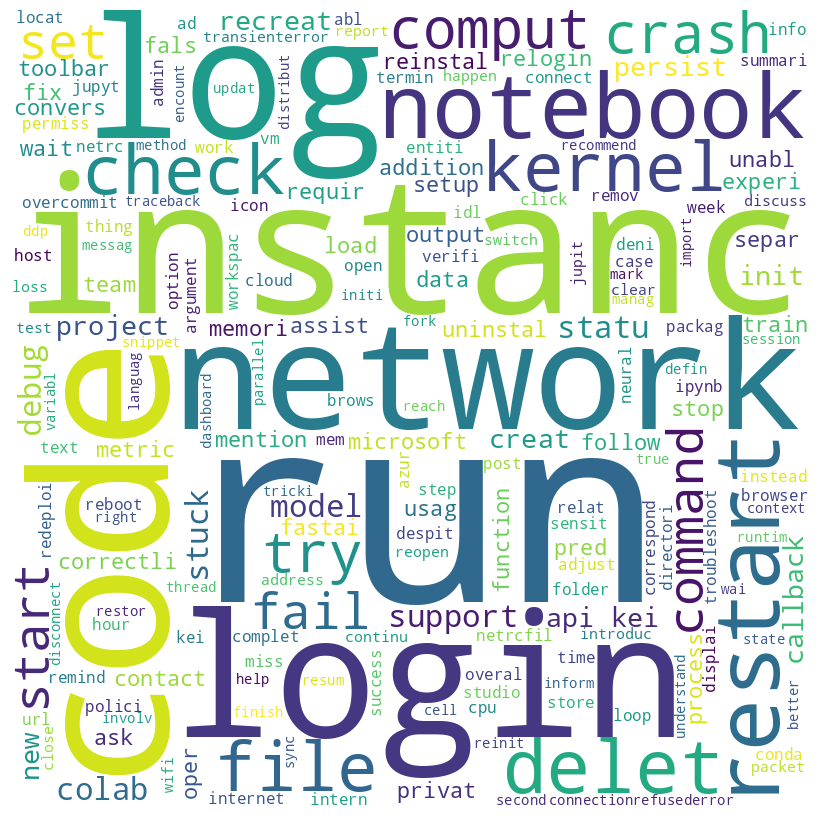 locat
ad
abl
report
recreat
comput
crash
info
set
log
fals
transienterror
admin
encount
updat
distribut
reinstal
relogin
persist
summari
toolbar
jupyt
termin
happen
connect
notebook
fix
convers
permiss
wait
netrc
method
work
vm
entiti
recommend
unabl
check
addition
kernel
experi
requir
setup
overcommit
traceback
icon
click
remov
week
discuss
ddp
thing
idl
output
switch
verifi
jupit
import
deni
case
separ
messag
host
option
argument
workspac
load
open
mark
clear
manag
loss
team
cloud
data
initi
init
instanc
test
project
memori
assist
fork
uninstal
statu
packag
train
session
debug
variabl
snippet
languag
dashboard
parallel
brows
network
reach
neural
defin
ipynb
stop
code
text
metric
mention
mem
microsoft
azur
creat
follow
post
true
command
troubleshoot
restart
instead
browser
context
redeploi
reboot
right
stuck
tricki
model
fastai
step
usag
despit
reopen
function
relat
sensit
correspond
directori
runtim
correctli
try
run
pred
adjust
thread
address
folder
wai
callback
start
restor
hour
disconnect
fail
support
api kei
remind
kei
complet
continu
netrcfil
introduc
displai
state
contact
miss
help
resum
success
overal
time
process
understand
better
polici
url
close
involv
login
studio
cell
cpu
inform
store
loop
new
ask
finish
reinit
file
delet
conda
packet
colab
wifi
oper
sync
internet
intern
privat
second
connectionrefusederror